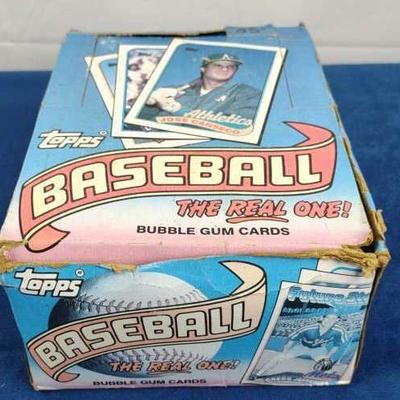 Athletics
JOSE CANSECO
TOPPS®
BASEBALL
THE REAL ONE!
BUBBLE GUM CARDS
TOPPS®
BASEBALL
THE REAL ONE!
BUBBLE GUM CARDS
Future